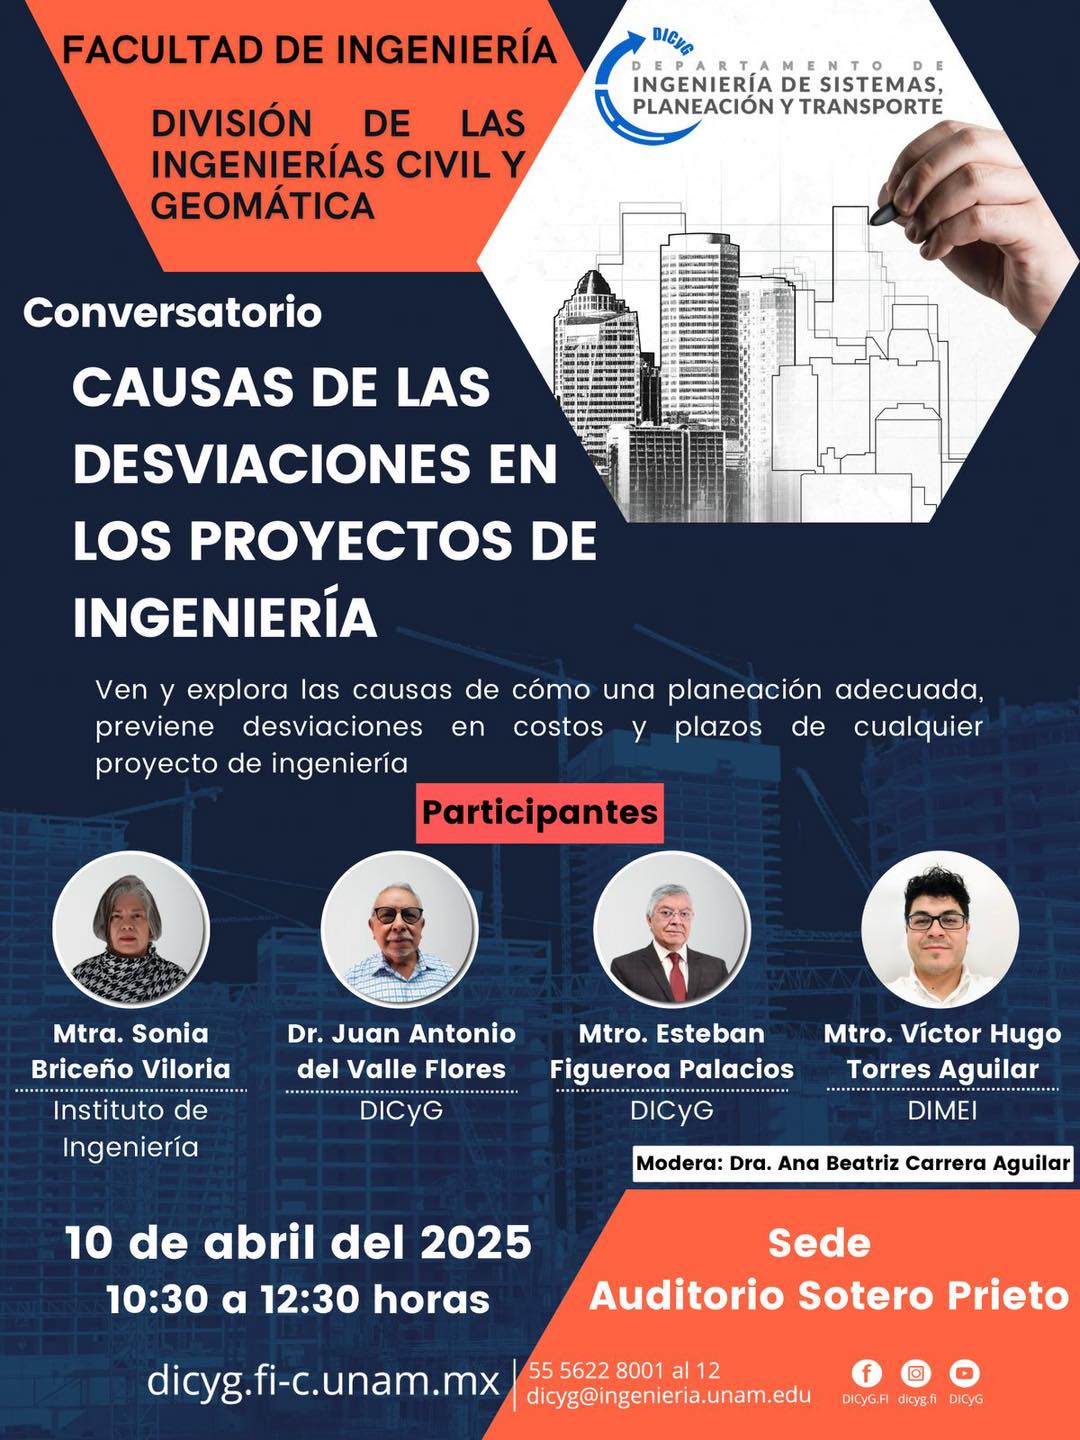 FACULTAD DE INGENIERÍA
DIVISIÓN DE LAS
INGENIERÍAS CIVIL Y
GEOMÁTICA
DICyG
DEPARTAMENTO DE
INGENIERÍA DE SISTEMAS,
PLANEACIÓN Y TRANSPORTE
Conversatorio
CAUSAS DE LAS
DESVIACIONES EN
LOS PROYECTOS DE
INGENIERÍA
Ven y explora las causas de cómo una planeación adecuada,
previene desviaciones en costos y plazos de cualquier
proyecto de ingeniería
Participantes
Mtra. Sonia
Briceño Viloria
Instituto de
Ingeniería
Dr. Juan Antonio
del Valle Flores
DICyG
Mtro. Esteban
Figueroa Palacios
DICyG
Mtro. Víctor Hugo
Torres Aguilar
DIMEI
Modera: Dra. Ana Beatriz Carrera Aguilar
10 de abril del 2025
10:30 a 12:30 horas
Sede
Auditorio Sotero Prieto
dicyg.fi-c.unam.mx
55 5622 8001 al 12
dicyg@ingenieria.unam.edu
DICyG.FI
dicyg.fi
DICyG